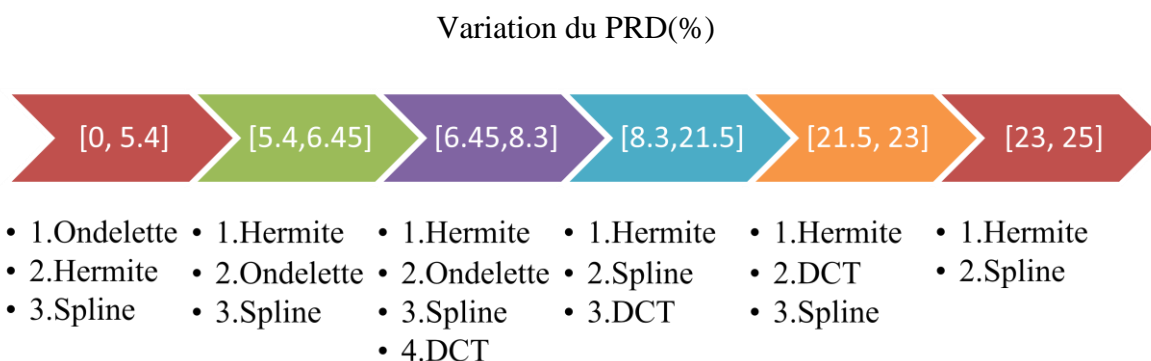 Variation du PRD(%)
[0, 5.4]
[5.4,6.45]
[6.45,8.3]
[8.3,21.5]
[21.5, 23]
[23, 25]
• 1.Ondelette
• 2.Hermite
• 3.Spline
• 1.Hermite
• 2.Ondelette
• 3.Spline
• 1.Hermite
• 2.Ondelette
• 3.Spline
• 4.DCT
• 1.Hermite
• 2.Spline
• 3.DCT
• 1.Hermite
• 2.DCT
• 3.Spline
• 1.Hermite
• 2.Spline